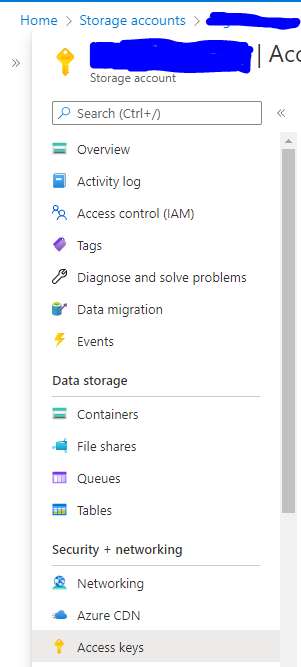 Home > Storage accounts >
| Acc
Storage account
Search (Ctrl+/)
Overview
Activity log
Access control (IAM)
Tags
Diagnose and solve problems
Data migration
Events
Data storage
Containers
File shares
Queues
Tables
Security + networking
Networking
Azure CDN
Access keys